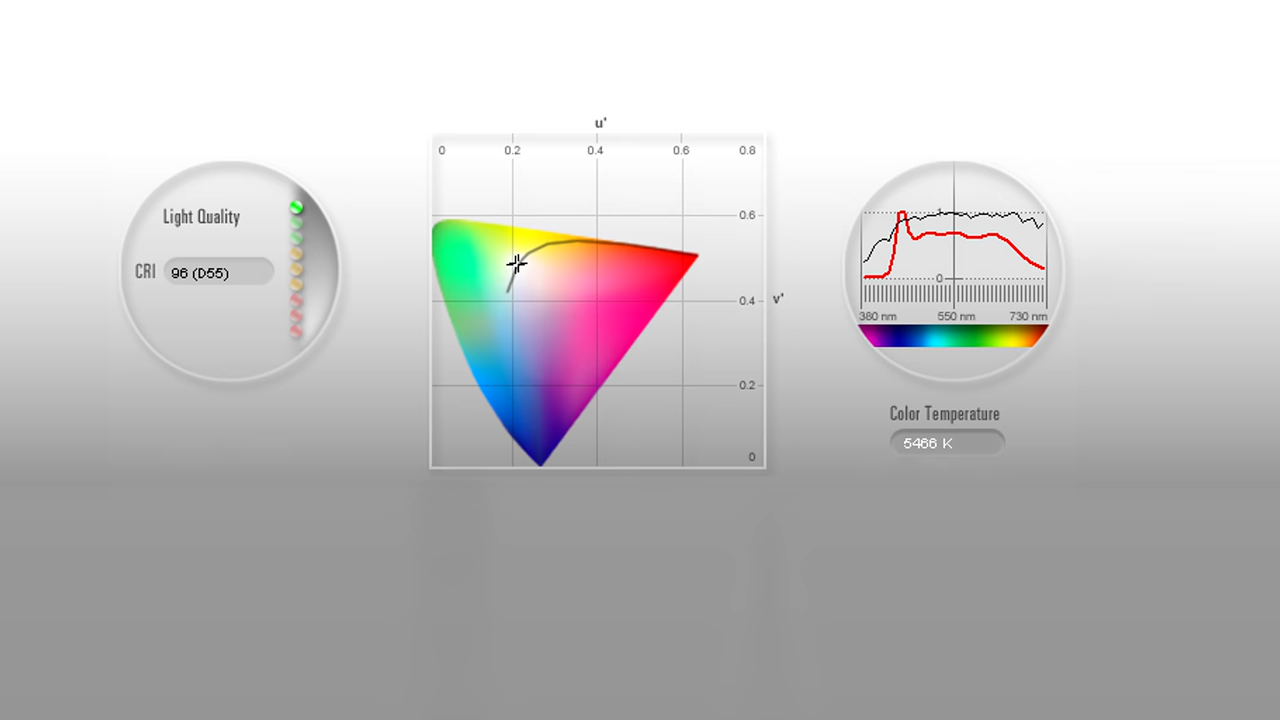 Light Quality
CRI 96 (D55)
u'
0 0.2 0.4 0.6 0.8
0.6
0.4
v'
0.2
0
1
0
380 nm 550 nm 730 nm
Color Temperature
5466 K